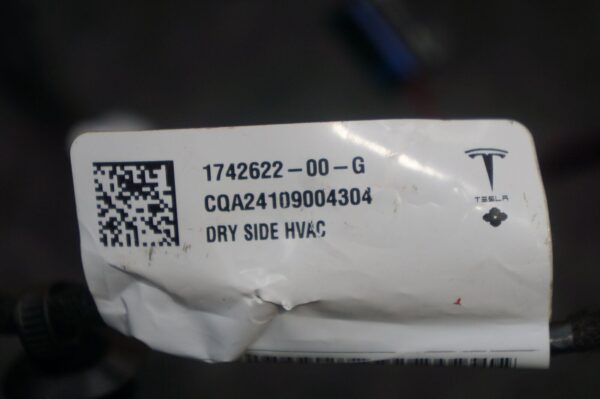 1742622-00-G
CQA24109004304
DRY SIDE HVAC
TESLA